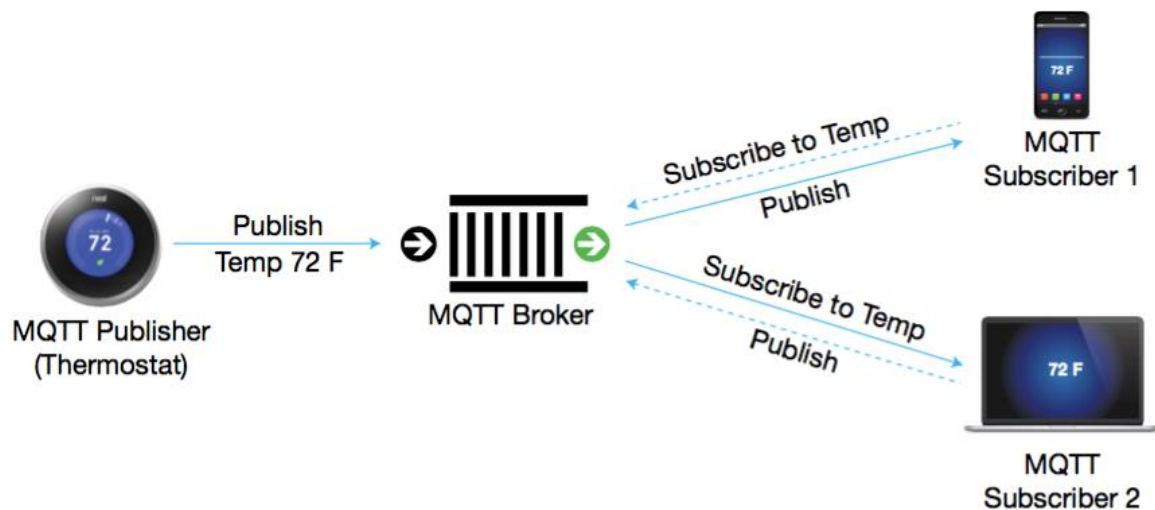 nest
72
MQTT Publisher
(Thermostat)
Publish
Temp 72 F
MQTT Broker
Subscribe to Temp
Publish
72 F
MQTT
Subscriber 1
Subscribe to Temp
Publish
72 F
MQTT
Subscriber 2